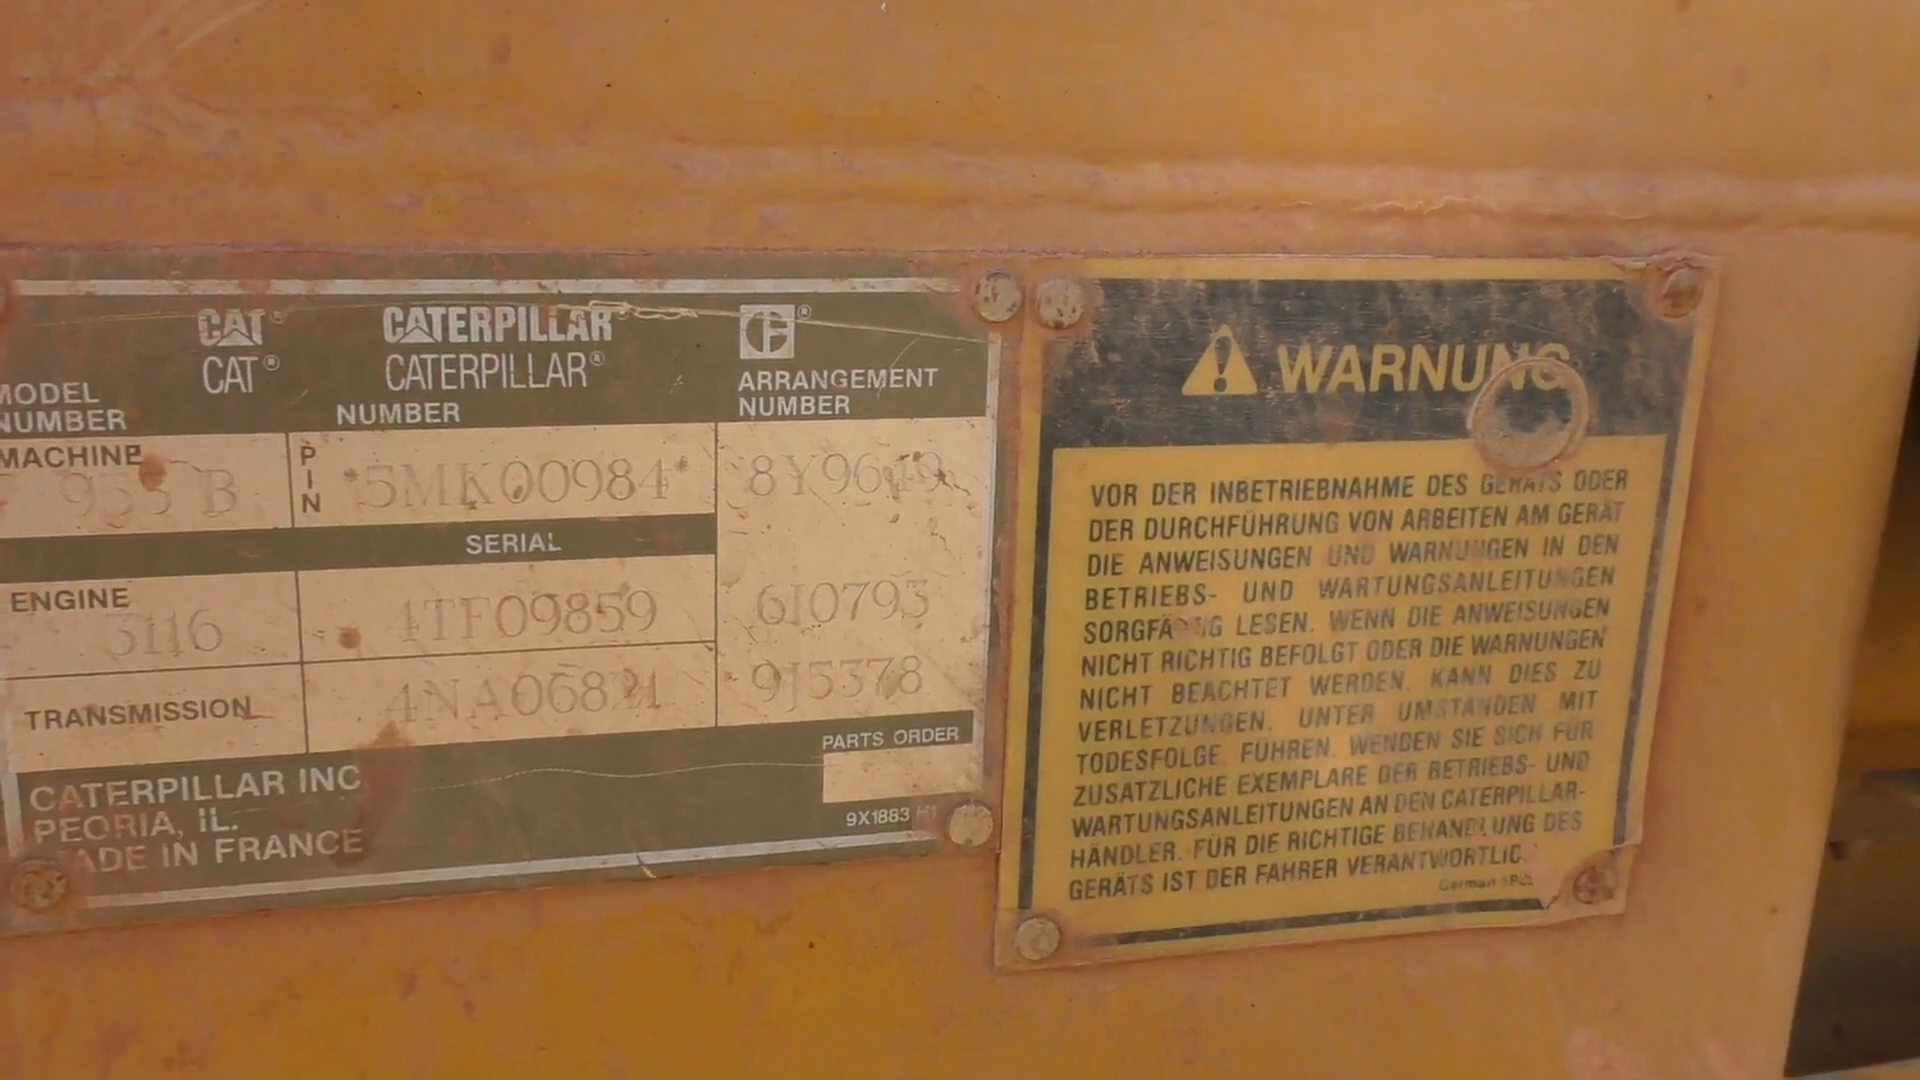 CAT® CATERPILLAR®
CAT® CATERPILLAR®
MODEL
NUMBER
NUMBER
ARRANGEMENT
NUMBER
MACHINE
953 B
PIN
*5MK00984*
SERIAL
ENGINE
3116
4TF09859
6I0793
TRANSMISSION
4NA06821
9J5378
PARTS ORDER
CATERPILLAR INC
PEORIA, IL.
MADE IN FRANCE
9X1883 H1
WARNUNG
VOR DER INBETRIEBNAHME DES GERÄTS ODER
DER DURCHFÜHRUNG VON ARBEITEN AM GERÄT
DIE ANWEISUNGEN UND WARNUNGEN IN DEN
BETRIEBS- UND WARTUNGSANLEITUNGEN
SORGFÄLTIG LESEN. WENN DIE ANWEISUNGEN
NICHT RICHTIG BEFOLGT ODER DIE WARNUNGEN
NICHT BEACHTET WERDEN, KANN DIES ZU
VERLETZUNGEN, UNTER UMSTÄNDEN MIT
TODESFOLGE, FÜHREN. WENDEN SIE SICH FÜR
ZUSÄTZLICHE EXEMPLARE DER BETRIEBS- UND
WARTUNGSANLEITUNGEN AN DEN CATERPILLAR-
HÄNDLER. FÜR DIE RICHTIGE BEHANDLUNG DES
GERÄTS IST DER FAHRER VERANTWORTLICH
German